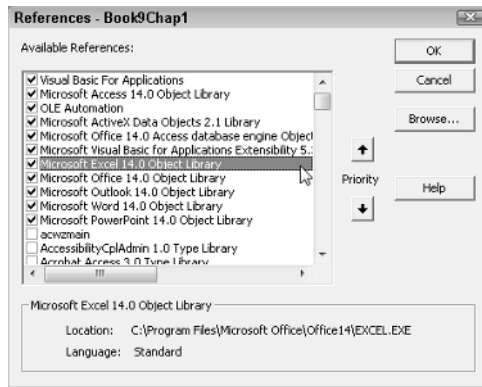 References - Book9Chap1
Available References:
Visual Basic For Applications
Microsoft Access 14.0 Object Library
OLE Automation
Microsoft ActiveX Data Objects 2.1 Library
Microsoft Office 14.0 Access database engine Object
Microsoft Visual Basic for Applications Extensibility 5.
Microsoft Excel 14.0 Object Library
Microsoft Office 14.0 Object Library
Microsoft Outlook 14.0 Object Library
Microsoft Word 14.0 Object Library
Microsoft PowerPoint 14.0 Object Library
acwzmain
AccessibilityCplAdmin 1.0 Type Library
Acrobat Access 3.0 Type Library
OK
Cancel
Browse...
Priority
Help
Microsoft Excel 14.0 Object Library
Location: C:\Program Files\Microsoft Office\Office14\EXCEL.EXE
Language: Standard